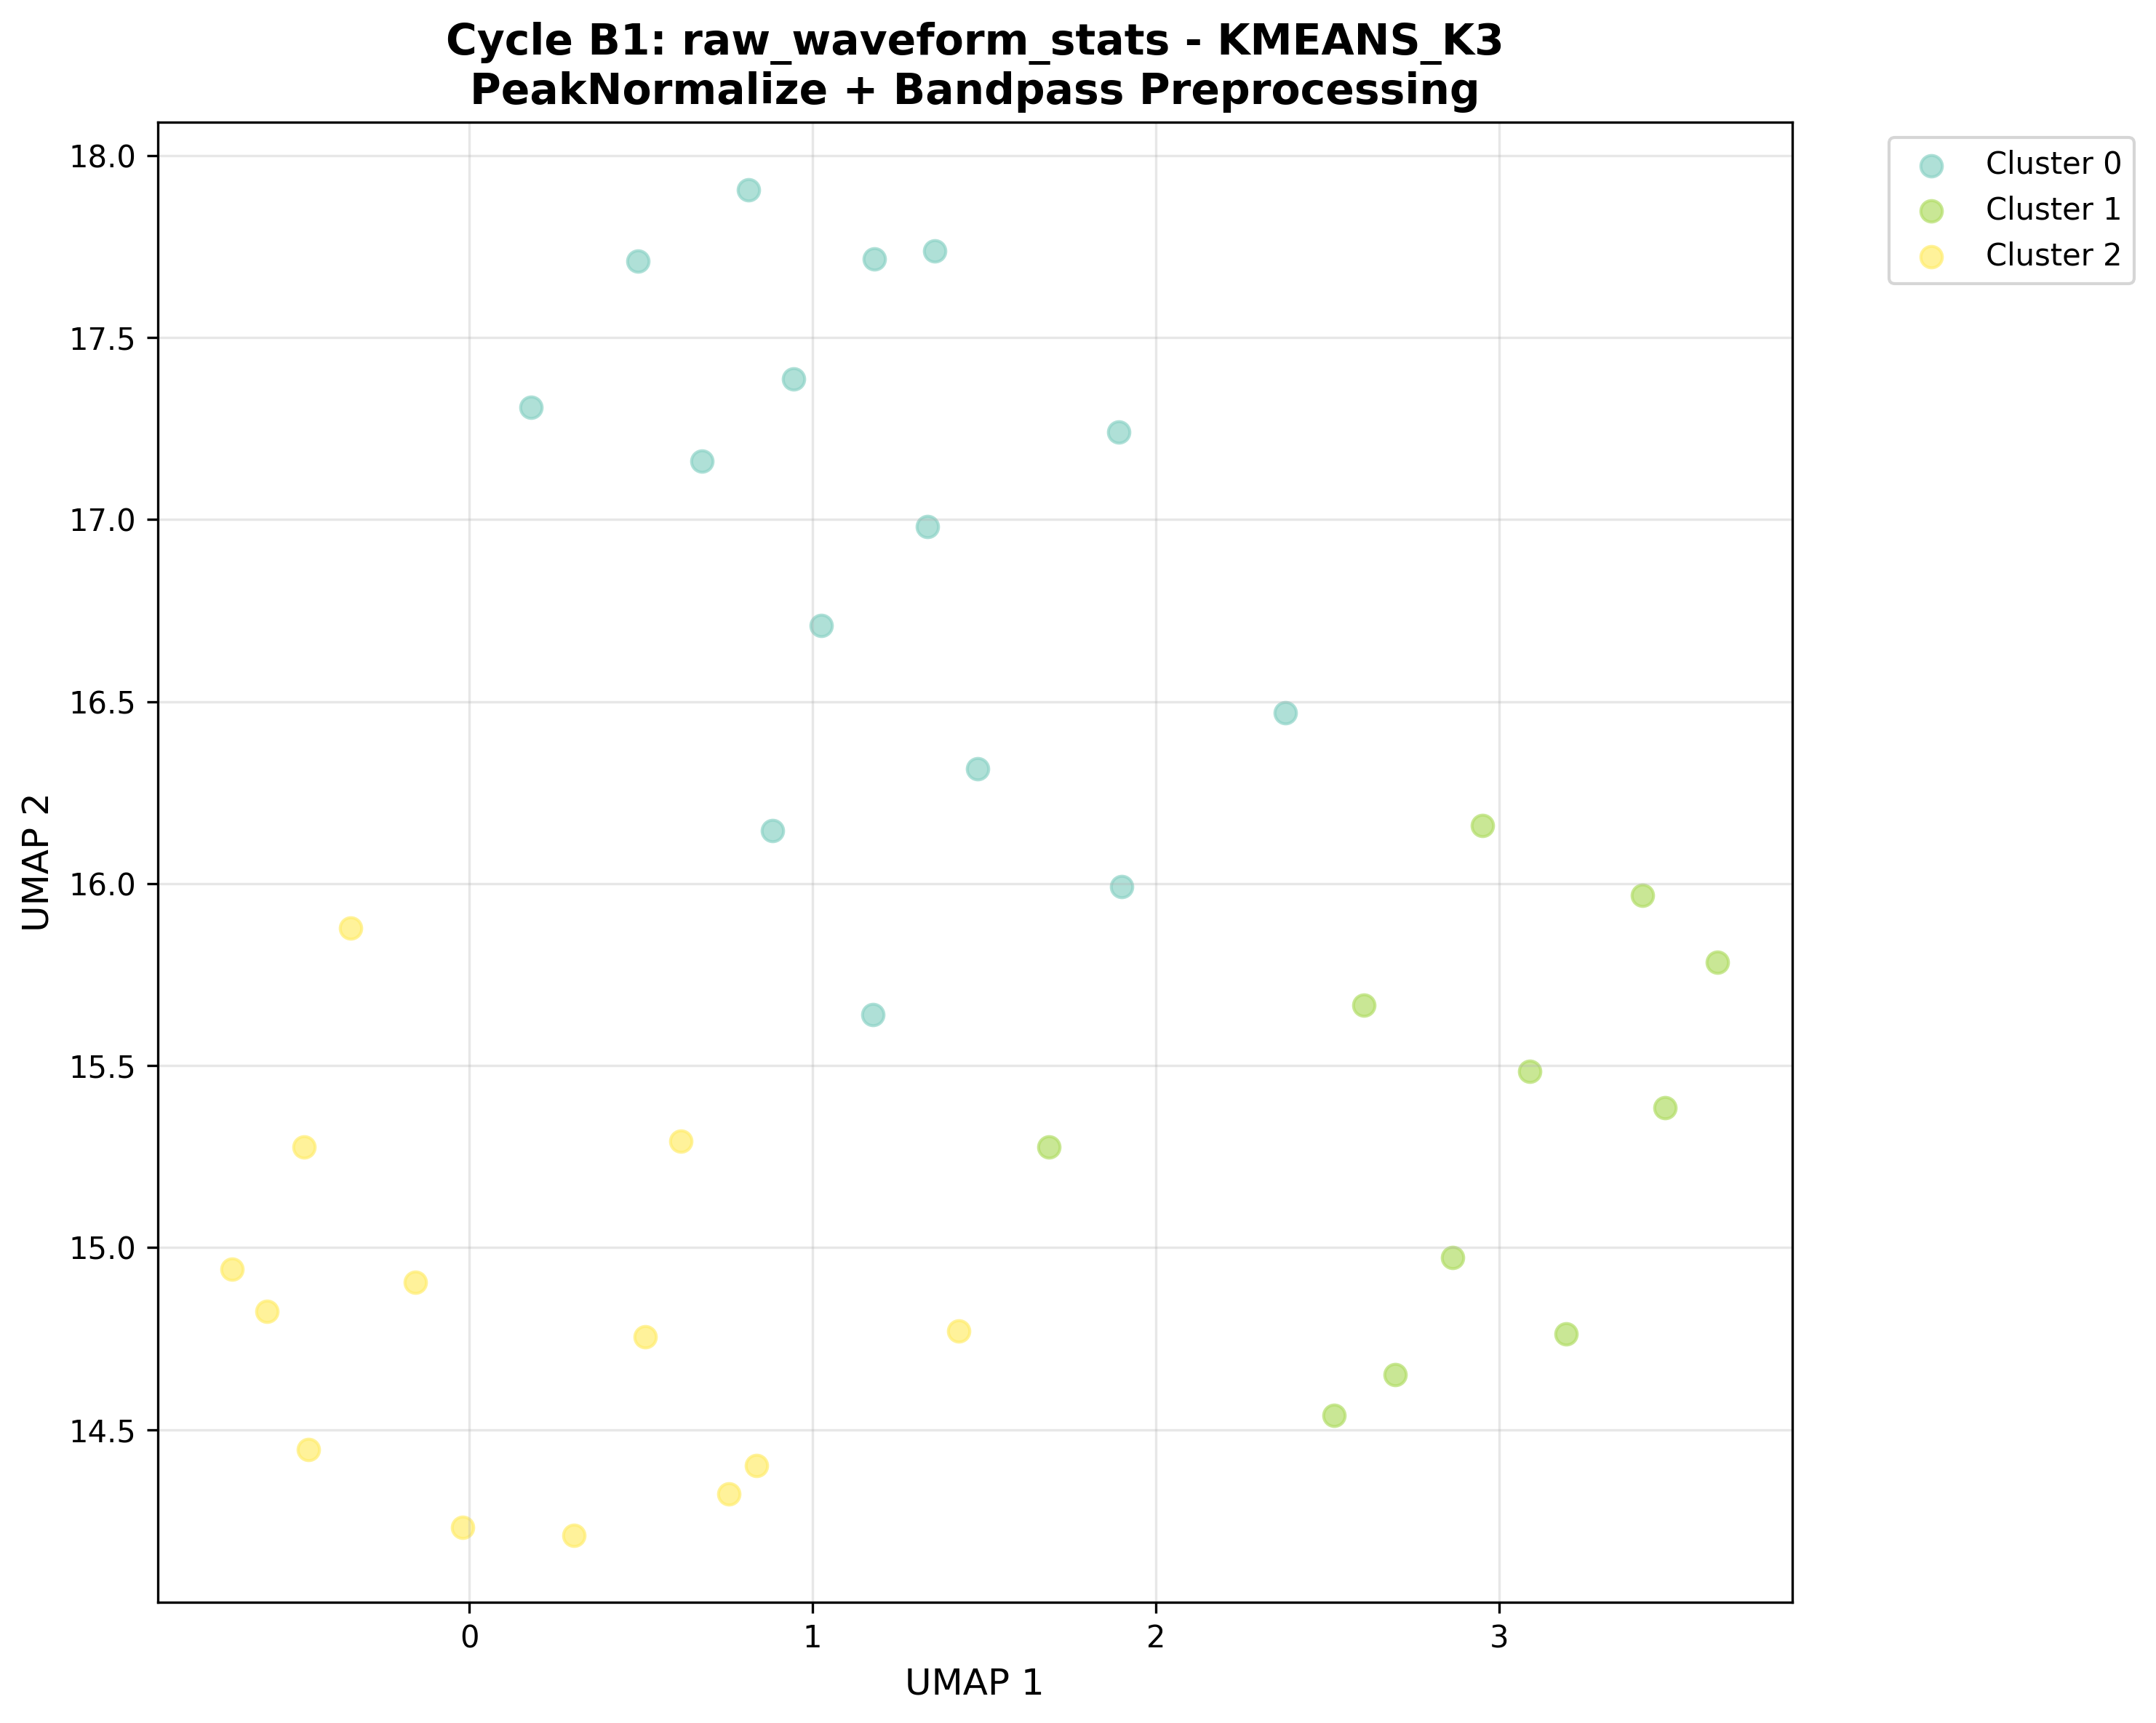 Cycle B1: raw_waveform_stats - KMEANS_K3
PeakNormalize + Bandpass Preprocessing
Cluster 0
Cluster 1
Cluster 2
18.0
17.5
17.0
16.5
16.0
15.5
15.0
14.5
UMAP 2
0 1 2 3
UMAP 1